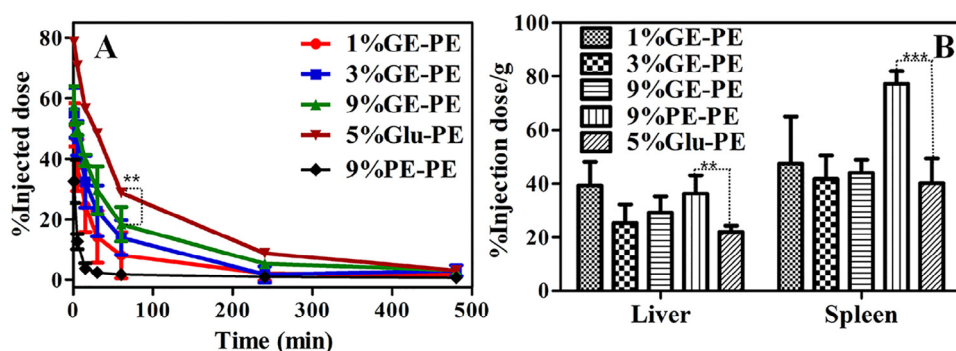 A
%Injected dose
80
60
40
20
0
0
100
200
300
400
500
Time (min)
1%GE-PE
3%GE-PE
9%GE-PE
5%Glu-PE
9%PE-PE
**
B
%Injection dose/g
100
80
60
40
20
0
Liver
Spleen
1%GE-PE
3%GE-PE
9%GE-PE
9%PE-PE
5%Glu-PE
**
***